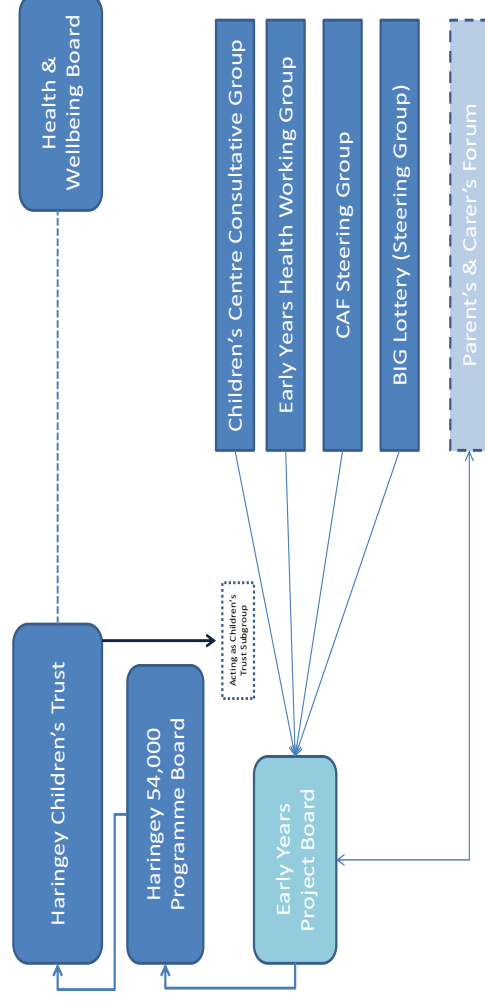 Haringey Children's Trust
Health &
Wellbeing Board
Haringey 54,000
Programme Board
Acting as Children's
Trust Subgroup
Early Years
Project Board
Children's Centre Consultative Group
Early Years Health Working Group
CAF Steering Group
BIG Lottery (Steering Group)
Parent's & Carer's Forum